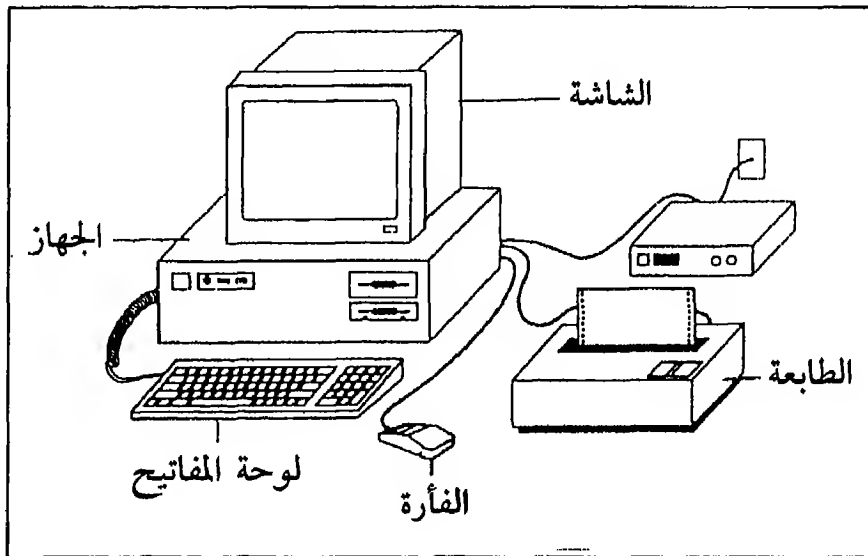 الشاشة
الجهاز
الطابعة
لوحة المفاتيح
الفأرة